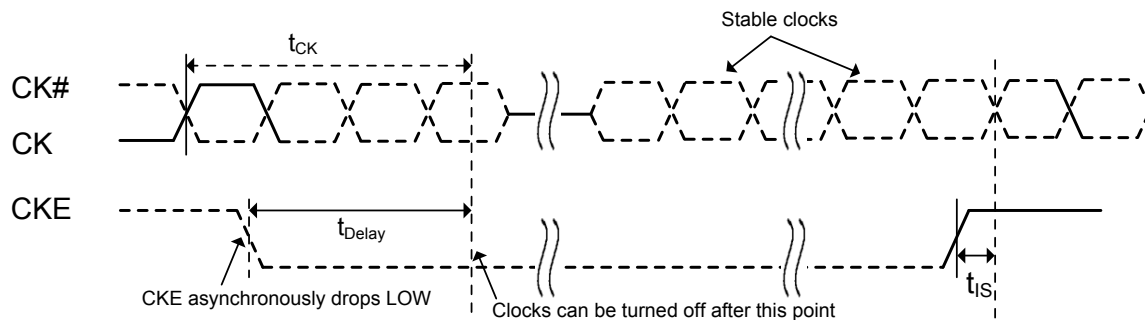 Stable clocks
tCK
CK#
CK
CKE
tDelay
tIS
CKE asynchronously drops LOW
Clocks can be turned off after this point